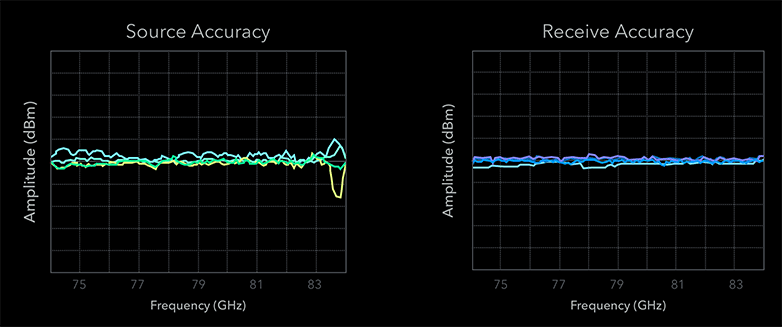 Source Accuracy
Amplitude (dBm)
75 77 79 81 83
Frequency (GHz)
Receive Accuracy
Amplitude (dBm)
75 77 79 81 83
Frequency (GHz)